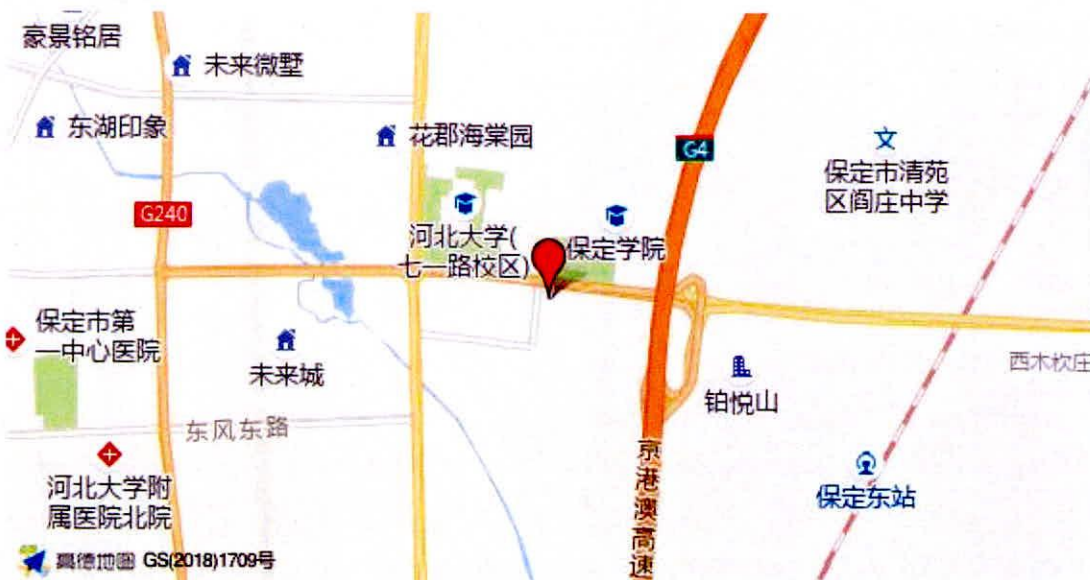 豪景铭居
未来微墅
东湖印象
花郡海棠园
G4
文
保定市清苑
区阎庄中学
G240
河北大学(
七一路校区)
保定学院
保定市第
一中心医院
未来城
铂悦山
西木杴庄
东风东路
京港澳高速
河北大学附
属医院北院
保定东站
高德地图 GS(2018)1709号